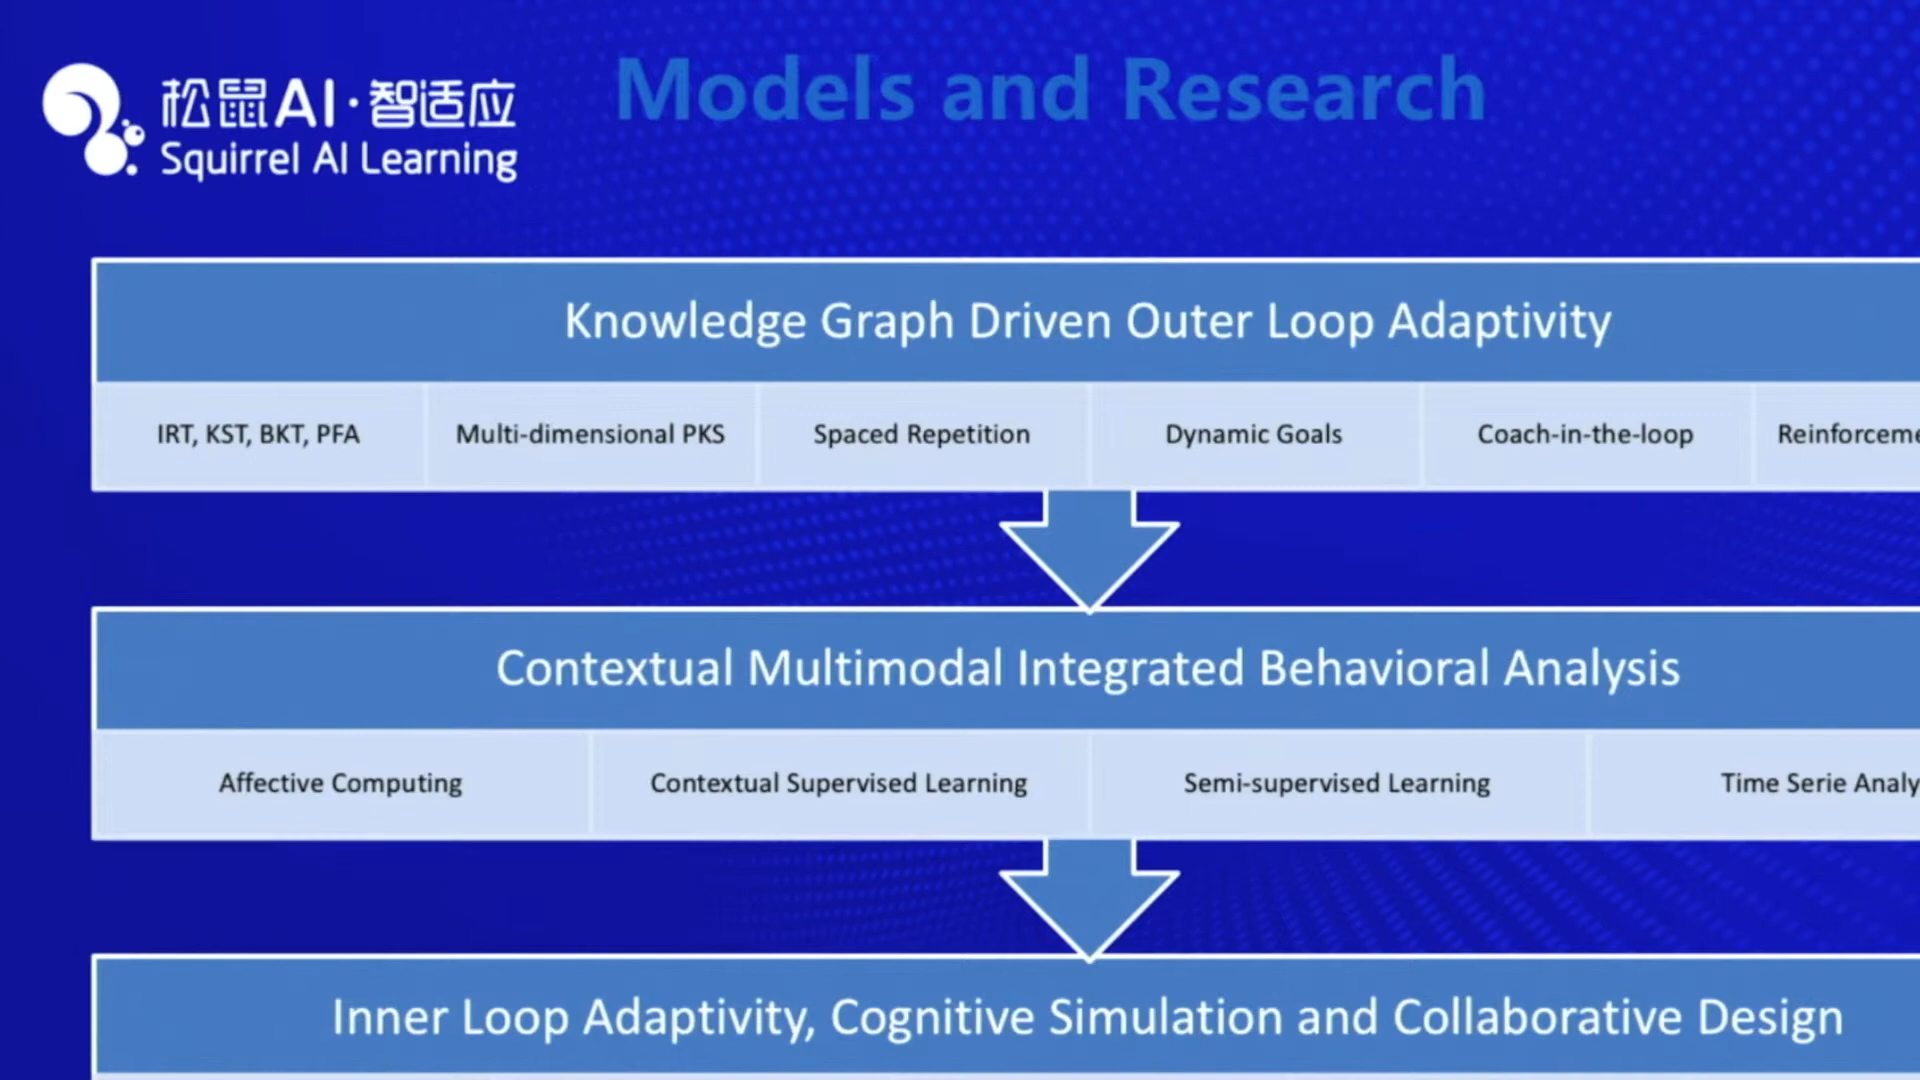 松鼠AI·智适应
Squirrel AI Learning
Models and Research
Knowledge Graph Driven Outer Loop Adaptivity
IRT, KST, BKT, PFA
Multi-dimensional PKS
Spaced Repetition
Dynamic Goals
Coach-in-the-loop
Contextual Multimodal Integrated Behavioral Analysis
Affective Computing
Contextual Supervised Learning
Semi-supervised Learning
Time Serie
Inner Loop Adaptivity, Cognitive Simulation and Collaborative Design